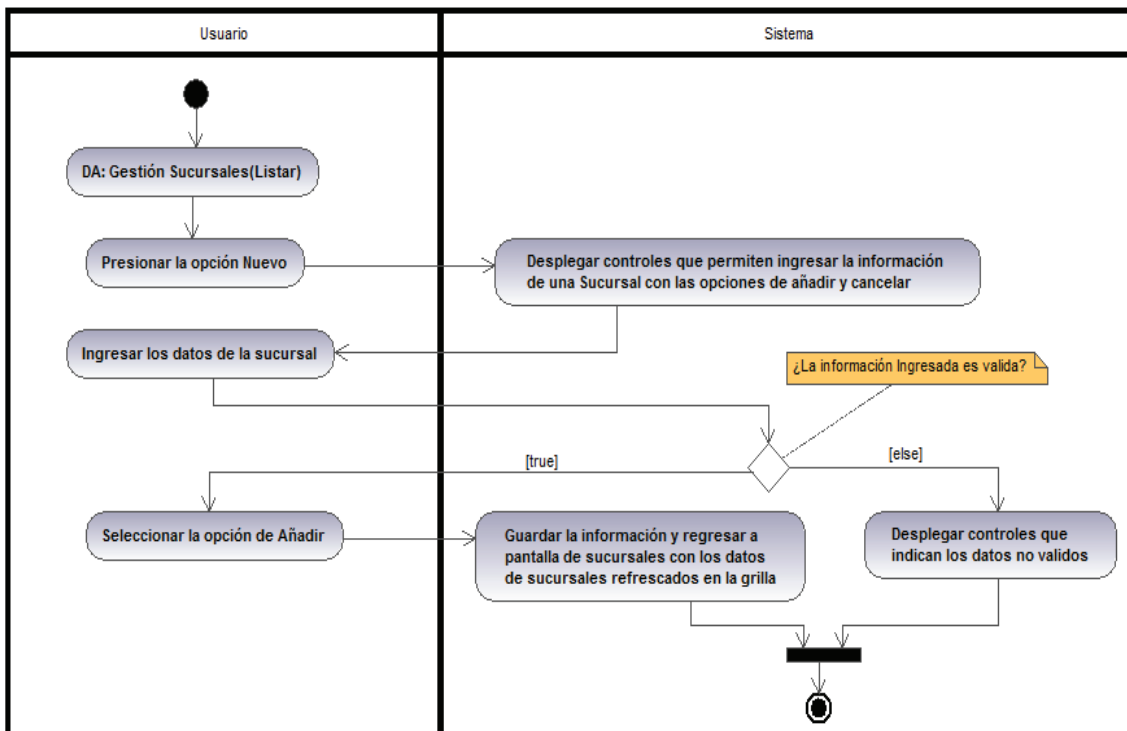 Usuario
Sistema
DA: Gestión Sucursales(Listar)
Presionar la opción Nuevo
Desplegar controles que permiten ingresar la información
de una Sucursal con las opciones de añadir y cancelar
Ingresar los datos de la sucursal
¿La información Ingresada es valida?
[true]
[else]
Seleccionar la opción de Añadir
Guardar la información y regresar a
pantalla de sucursales con los datos
de sucursales refrescados en la grilla
Desplegar controles que
indican los datos no validos